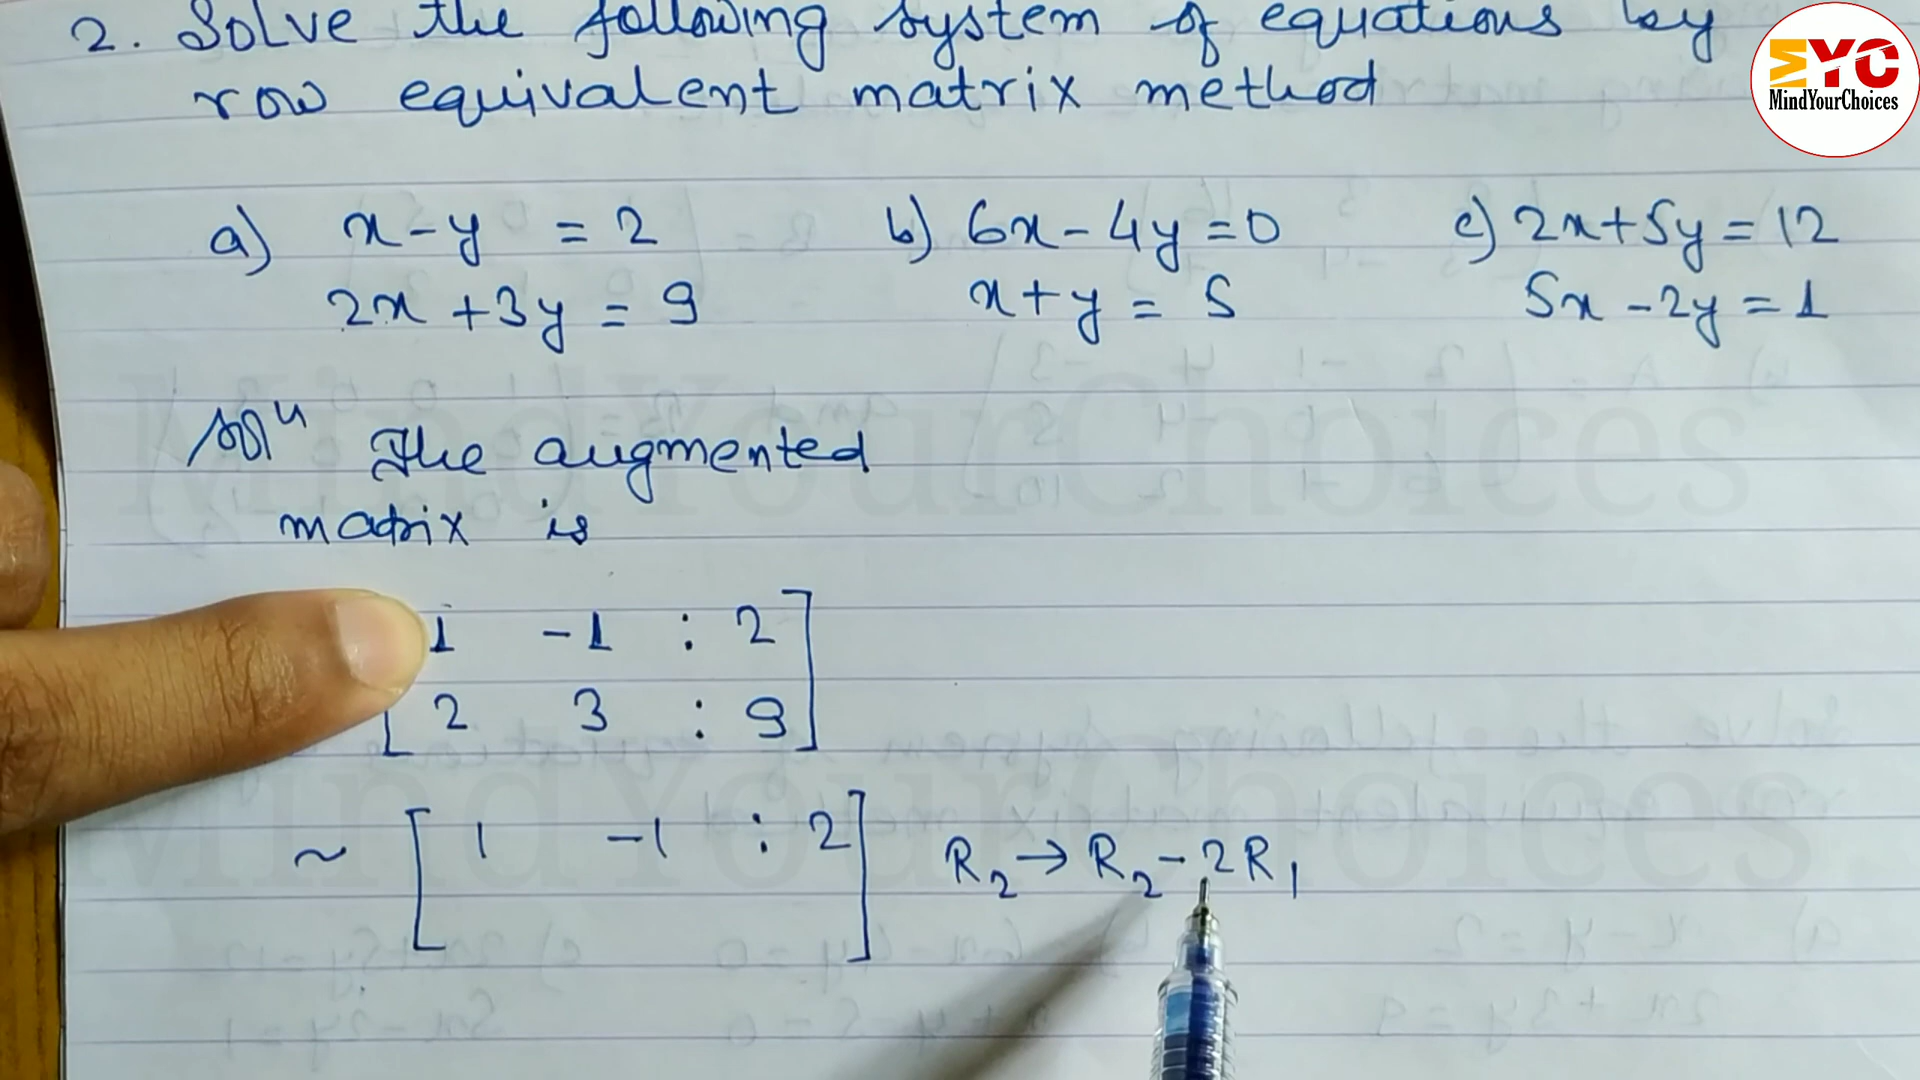 2. Solve the following system of equations by
row equivalent matrix method
MYC
MindYourChoices
a) x - y = 2
2x + 3y = 9
b) 6x - 4y = 0
x + y = 5
c) 2x + 5y = 12
5x - 2y = 1
Solⁿ The augmented
matrix is
1 -1 : 2
2 3 : 9
~ [ 1 -1 : 2 ] R₂ → R₂ - 2R₁
MindYourChoices
MindYourChoices